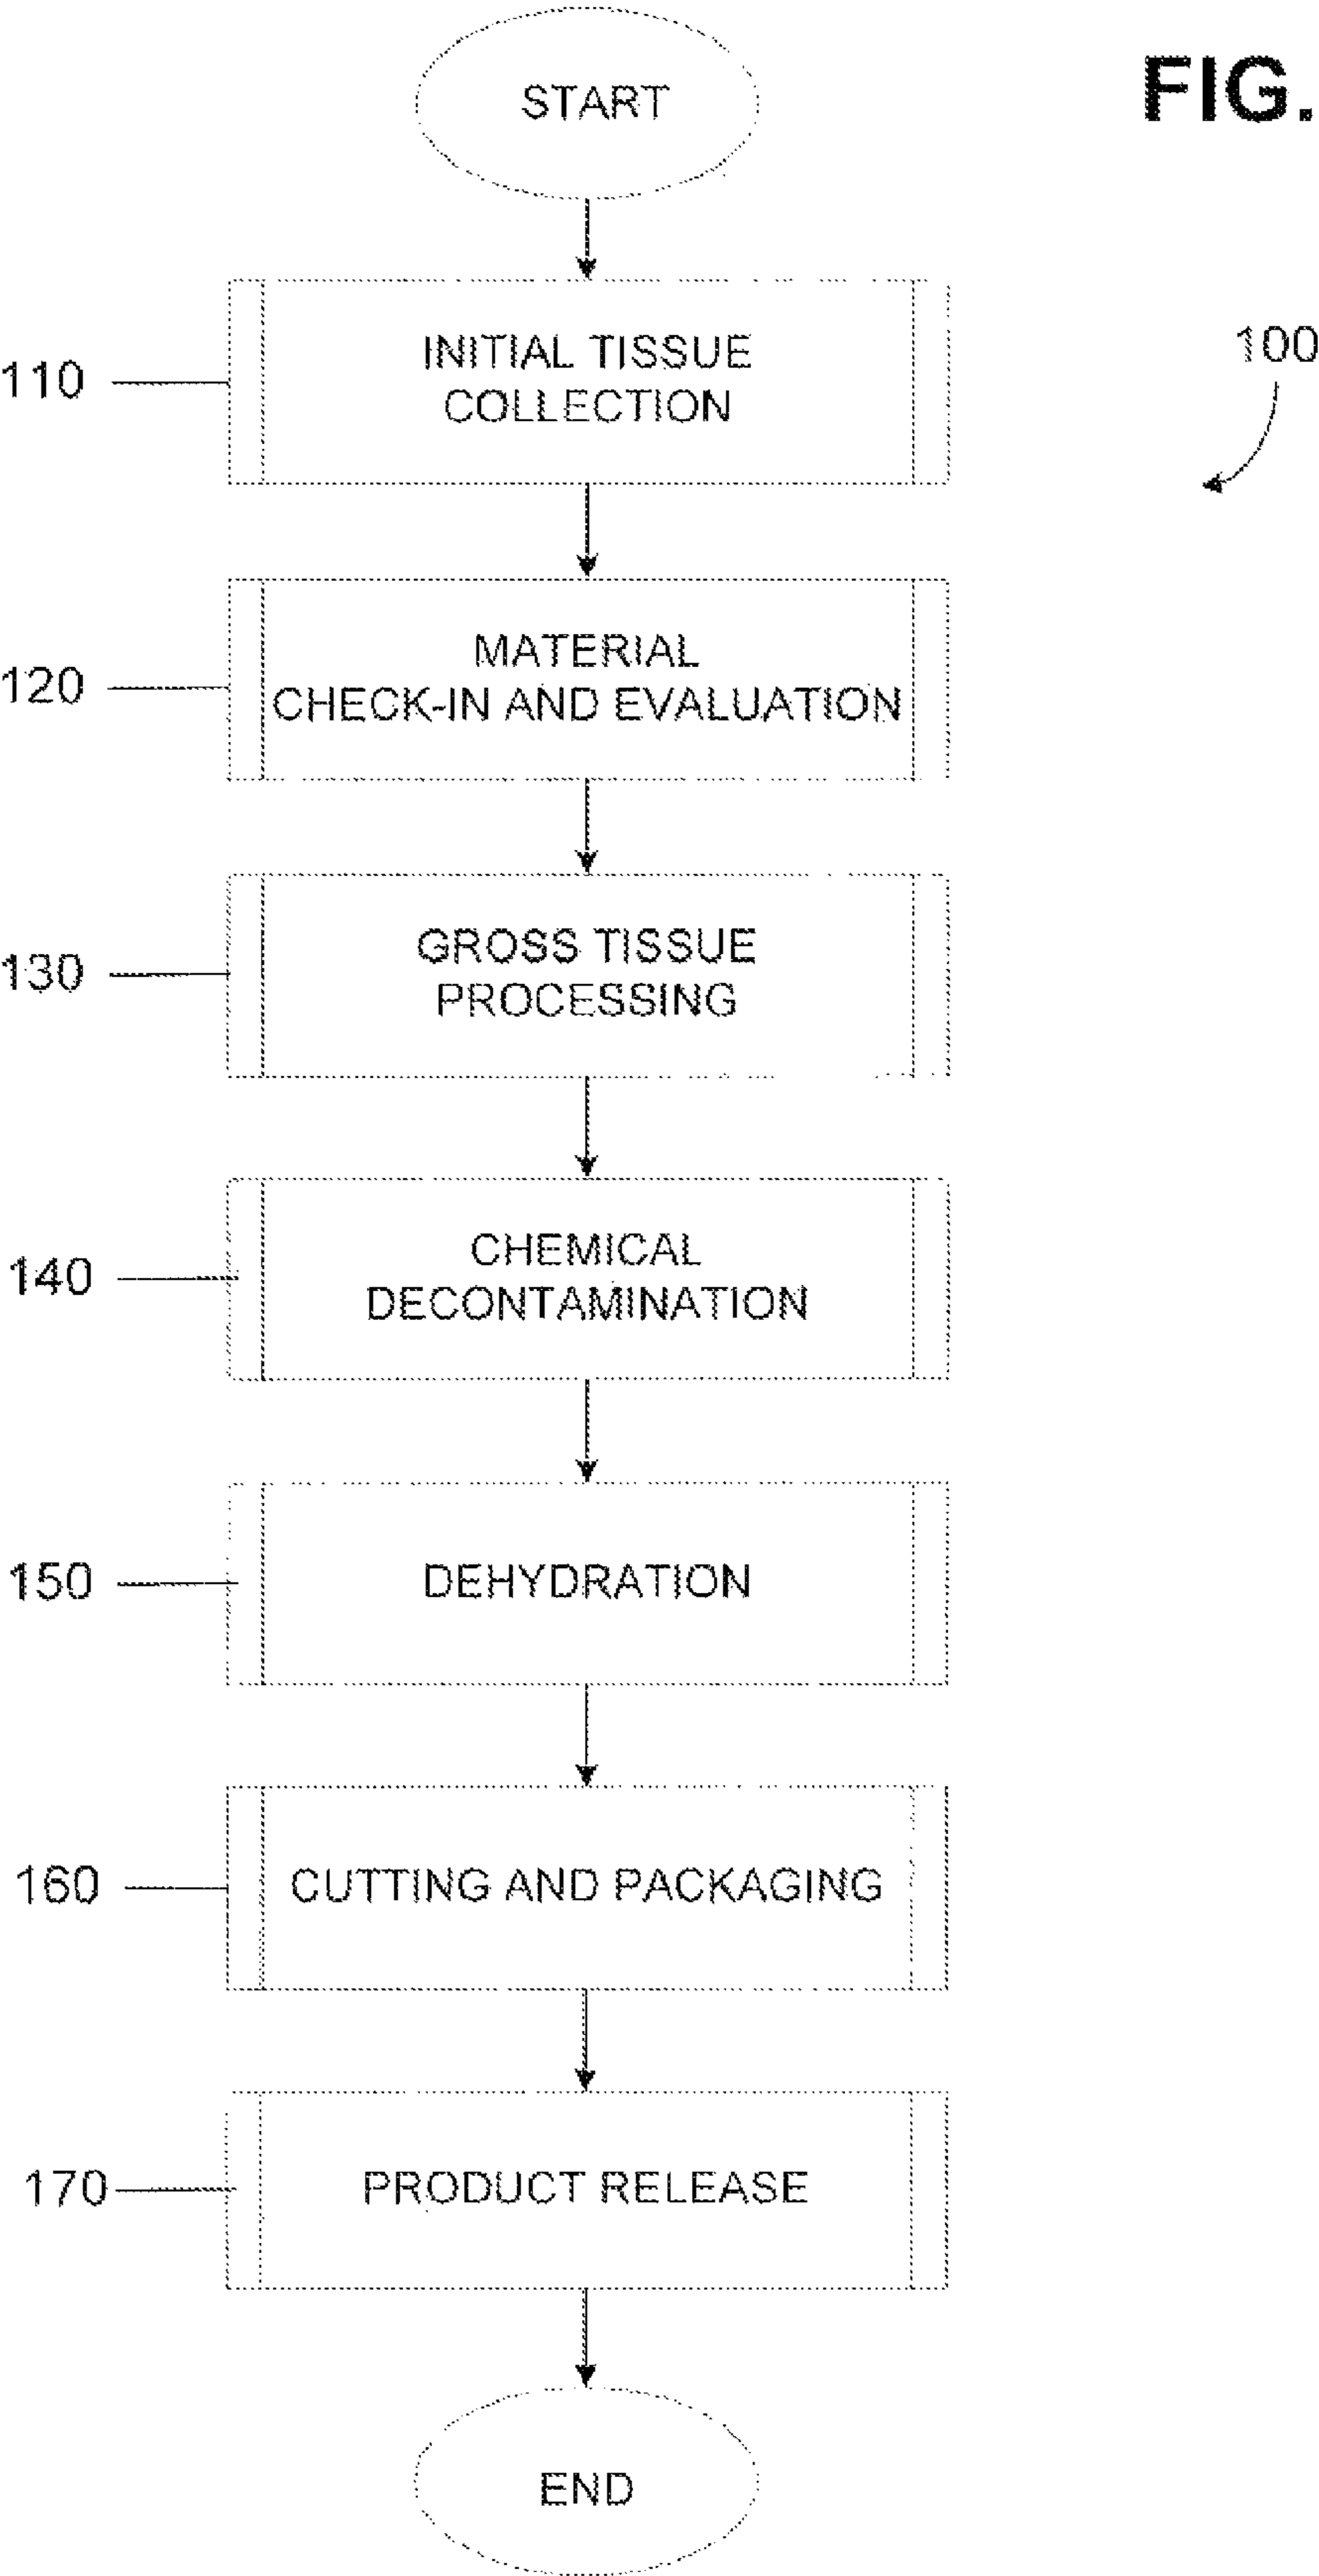 START
FIG.
INITIAL TISSUE
COLLECTION
110
100
MATERIAL
CHECK-IN AND EVALUATION
120
GROSS TISSUE
PROCESSING
130
CHEMICAL
DECONTAMINATION
140
DEHYDRATION
150
CUTTING AND PACKAGING
160
PRODUCT RELEASE
170
END